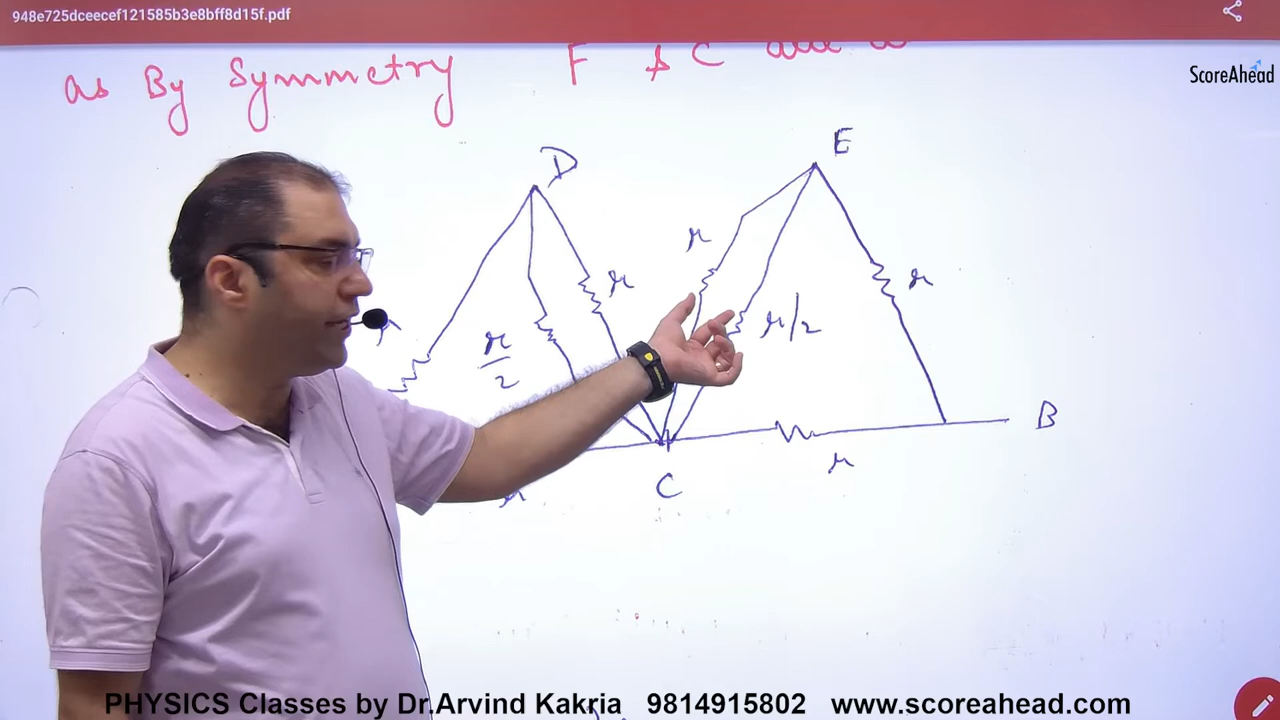 948e725dceecef121585b3e8bff8d15f.pdf
as By Symmetry F & C
ScoreAhead
D
E
r
r
r
r/2
r/2
C
r
B
r
PHYSICS Classes by Dr.Arvind Kakria 9814915802 www.scoreahead.com